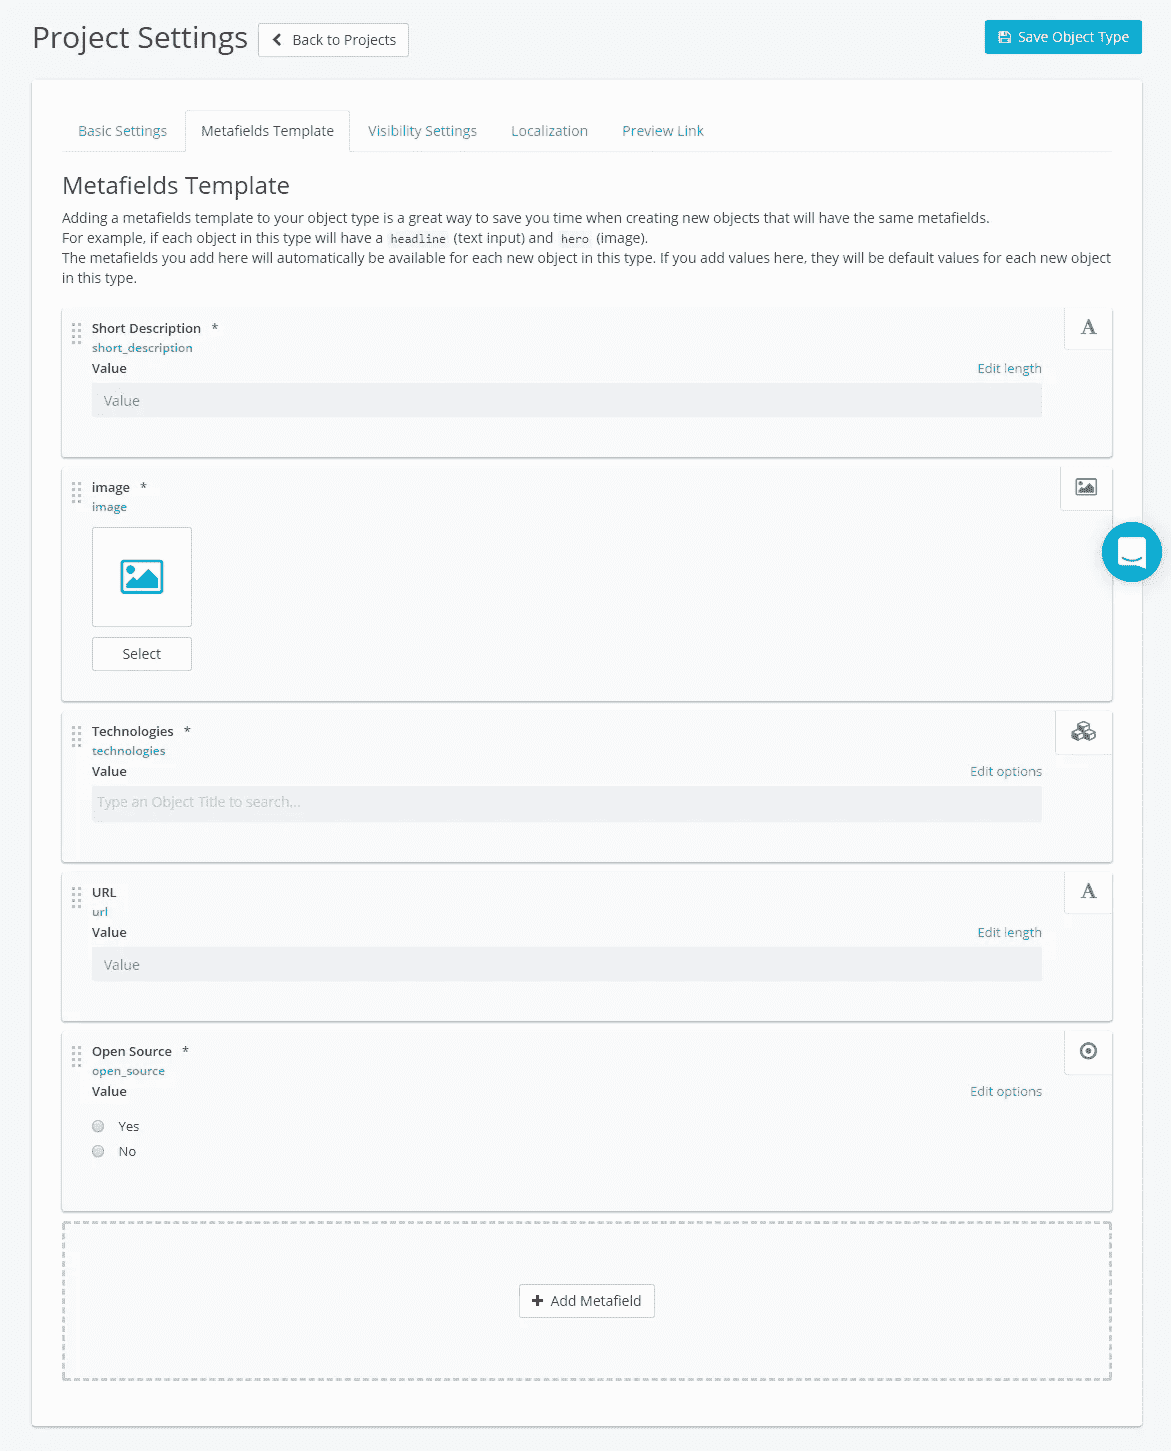 Project Settings
Back to Projects
Save Object Type
Basic Settings
Metafields Template
Visibility Settings
Localization
Preview Link
Metafields Template
Adding a metafields template to your object type is a great way to save you time when creating new objects that will have the same metafields.
For example, if each object in this type will have a headline (text input) and hero (image).
The metafields you add here will automatically be available for each new object in this type. If you add values here, they will be default values for each new object
in this type.
Short Description *
short_description
Value
Edit length
Value
image *
image
Select
Technologies *
technologies
Value
Edit options
Type an Object Title to search...
URL
url
Value
Edit length
Value
Open Source *
open_source
Value
Edit options
Yes
No
Add Metafield